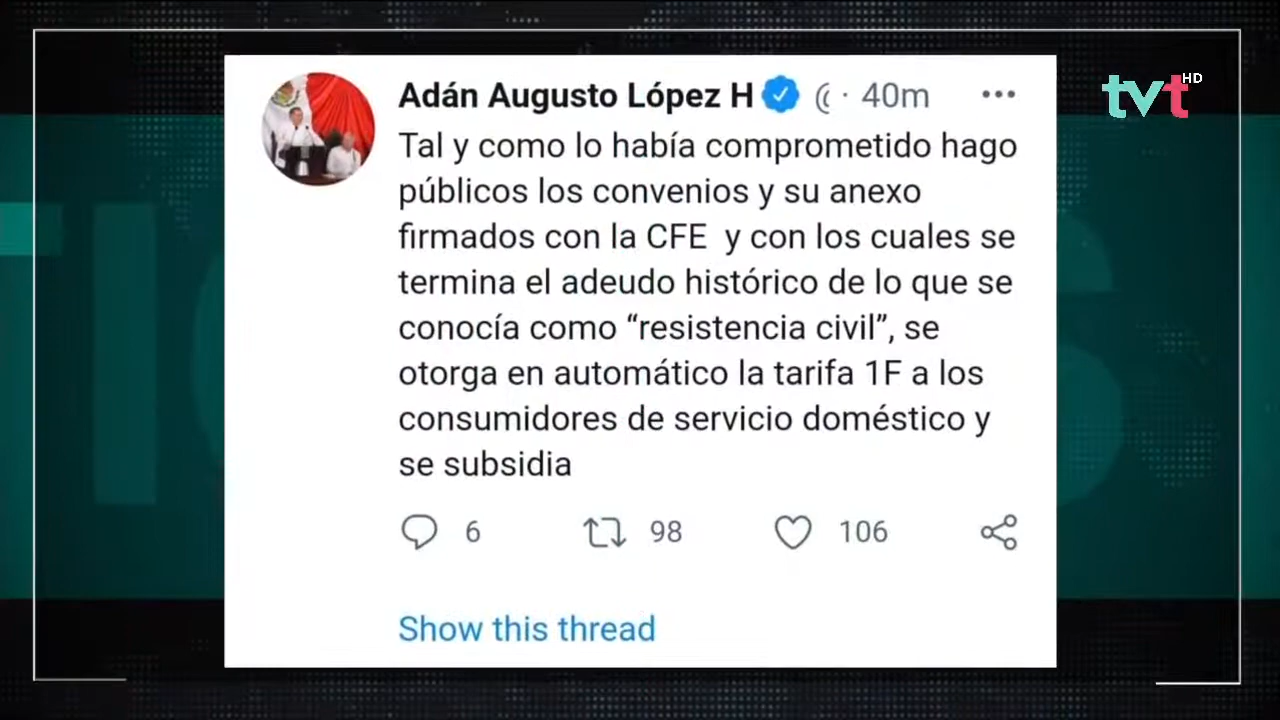 tvt HD
Adán Augusto López H @ · 40m
Tal y como lo había comprometido hago
públicos los convenios y su anexo
firmados con la CFE y con los cuales se
termina el adeudo histórico de lo que se
conocía como “resistencia civil”, se
otorga en automático la tarifa 1F a los
consumidores de servicio doméstico y
se subsidia
6 98 106
Show this thread